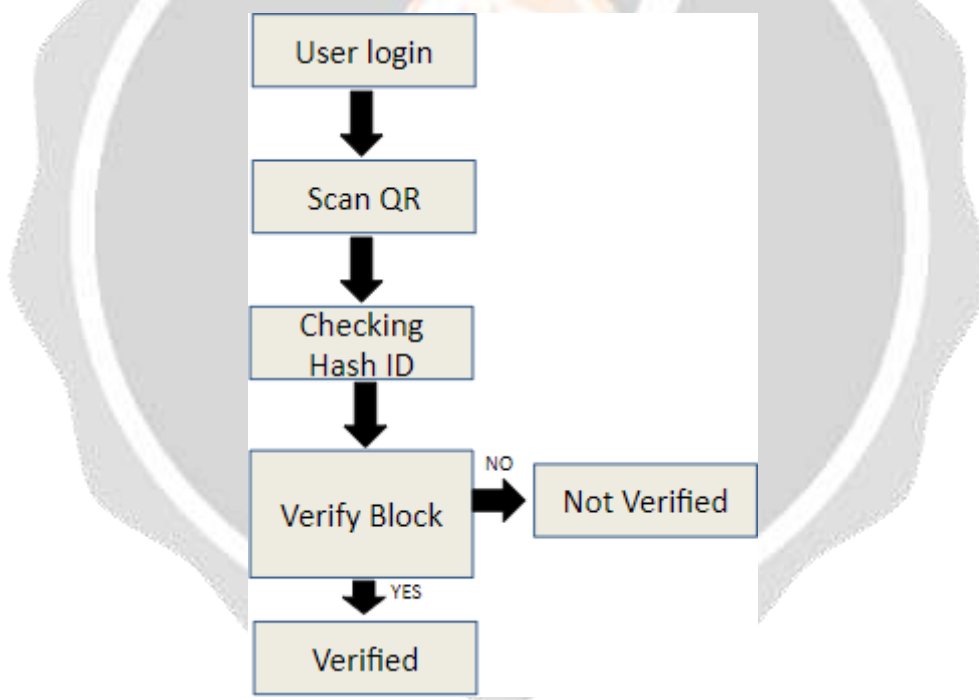 User login
Scan QR
Checking
Hash ID
NO
Verify Block
Not Verified
YES
Verified